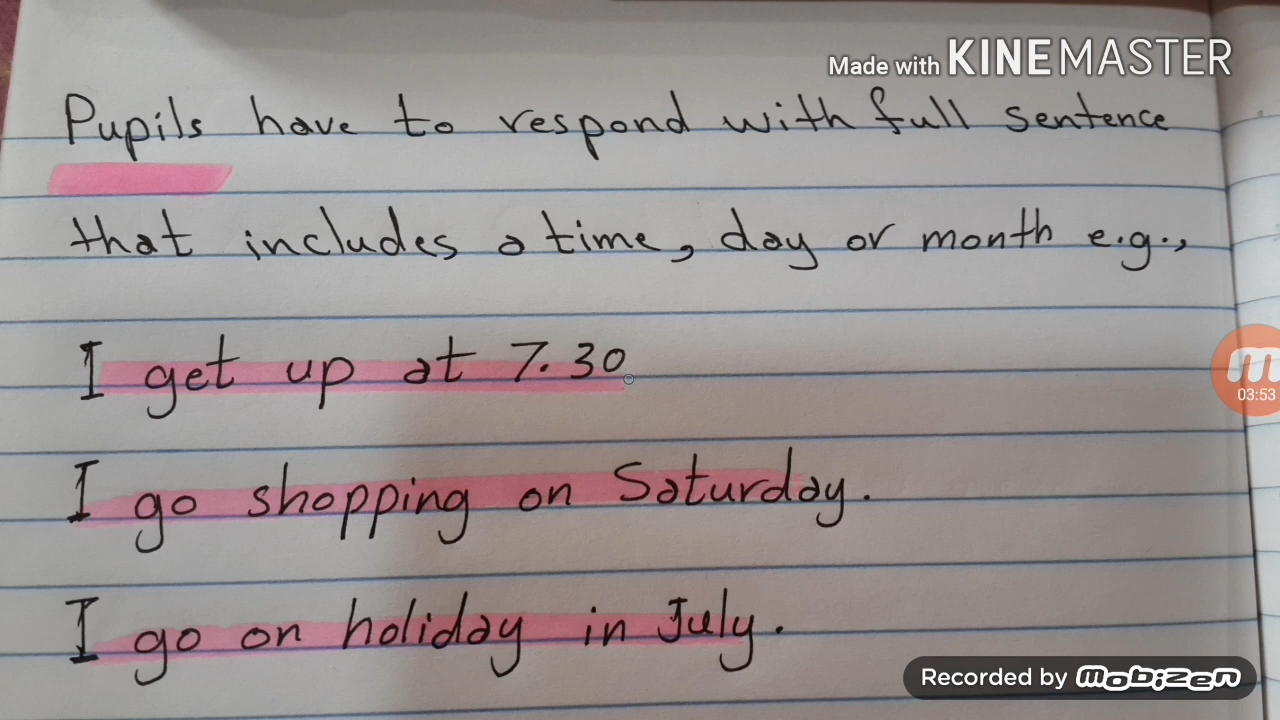 Made with KINEMASTER
Pupils have to respond with full sentence
that includes a time, day or month e.g.,
I get up at 7.30.
03:53
I go shopping on Saturday.
I go on holiday in July.
Recorded by Mobizen